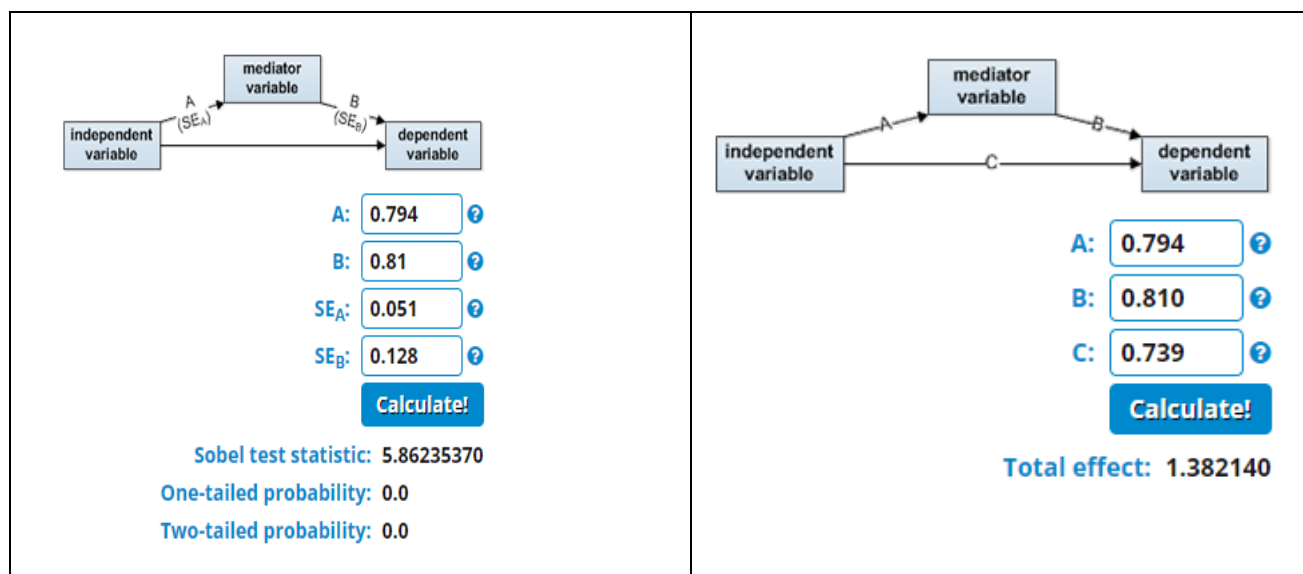 mediator
variable
A
(SEA)
B
(SEB)
independent
variable
dependent
variable
A: 0.794 ?
B: 0.81 ?
SEA: 0.051 ?
SEB: 0.128 ?
Calculate!
Sobel test statistic: 5.86235370
One-tailed probability: 0.0
Two-tailed probability: 0.0
mediator
variable
A
B
independent
variable
C
dependent
variable
A: 0.794 ?
B: 0.810 ?
C: 0.739 ?
Calculate!
Total effect: 1.382140